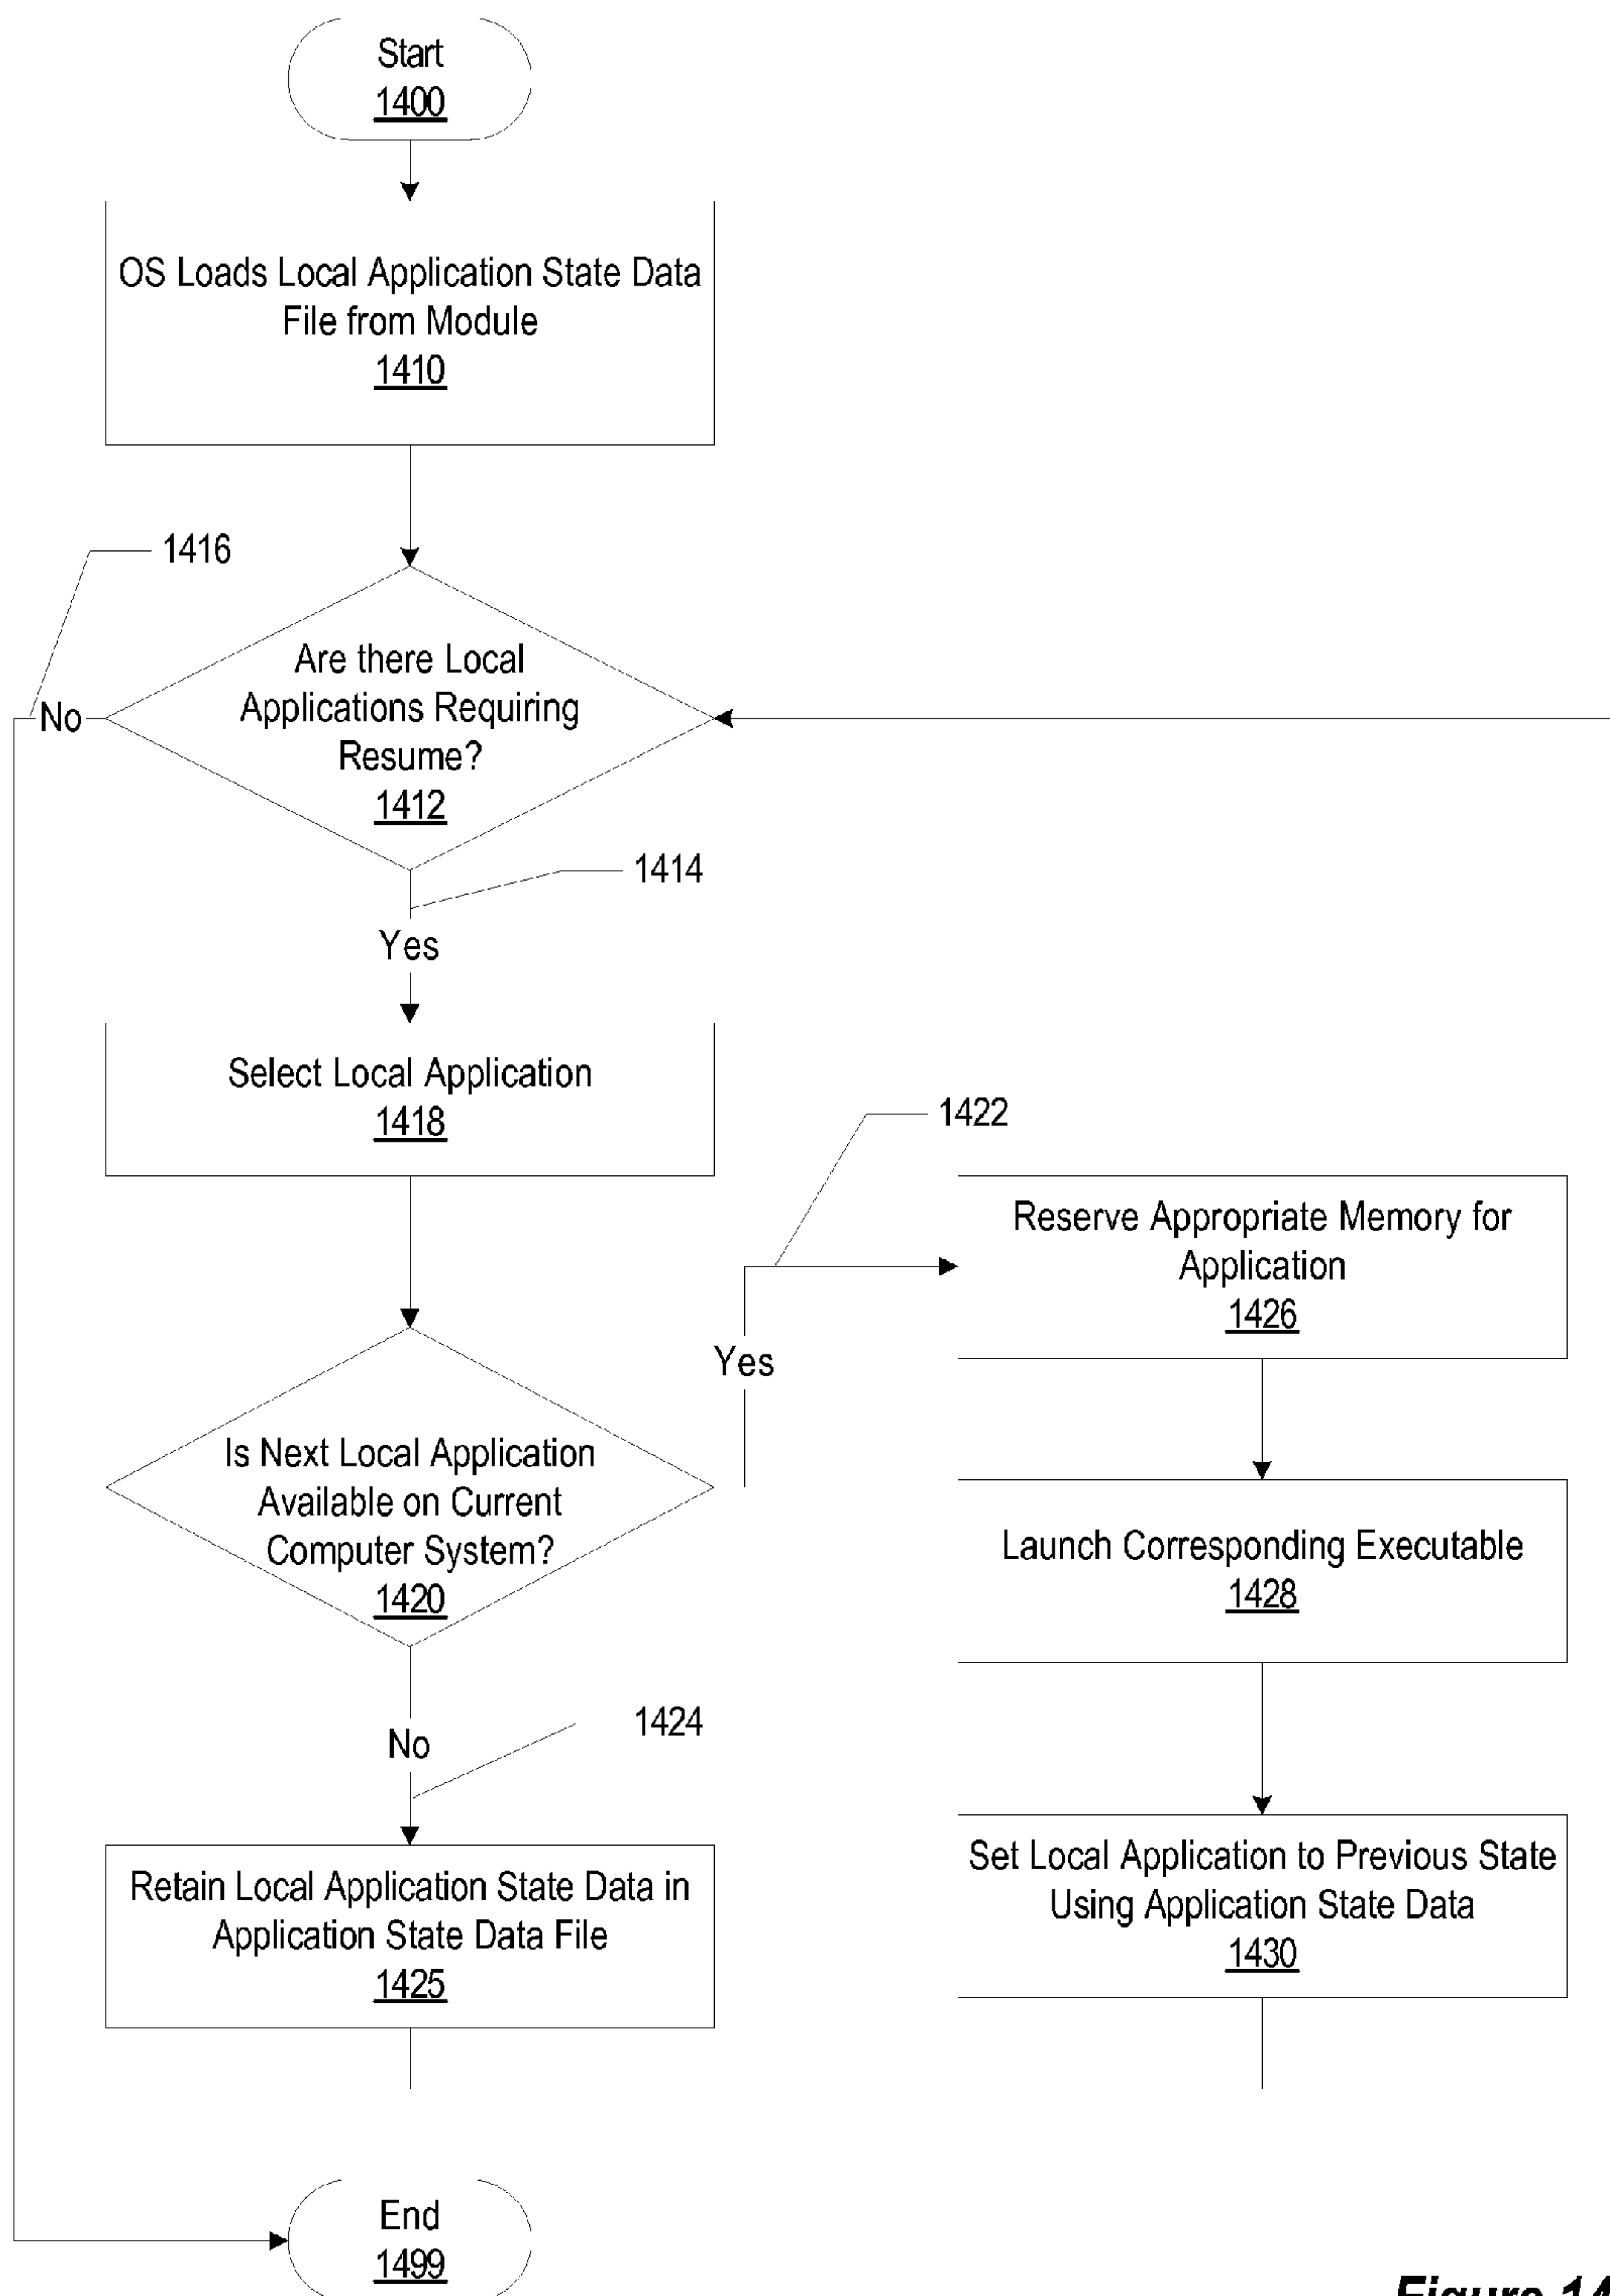 Start
1400
OS Loads Local Application State Data
File from Module
1410
1416
Are there Local
Applications Requiring
Resume?
1412
No
1414
Yes
Select Local Application
1418
1422
Reserve Appropriate Memory for
Application
1426
Yes
Is Next Local Application
Available on Current
Computer System?
1420
Launch Corresponding Executable
1428
1424
No
Retain Local Application State Data in
Application State Data File
1425
Set Local Application to Previous State
Using Application State Data
1430
End
1499
Figure 14